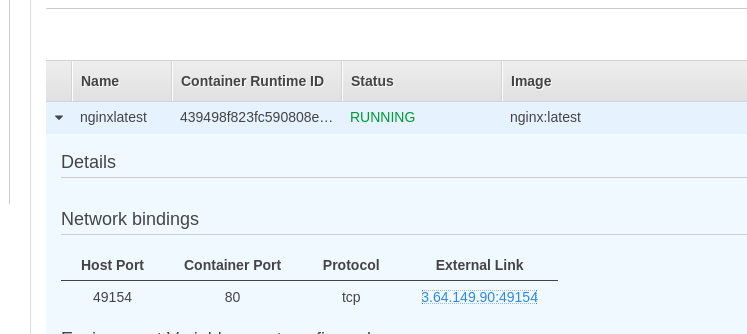 Name Container Runtime ID Status Image
nginxlatest 439498f823fc590808e... RUNNING nginx:latest
Details
Network bindings
Host Port Container Port Protocol External Link
49154 80 tcp 3.64.149.90:49154